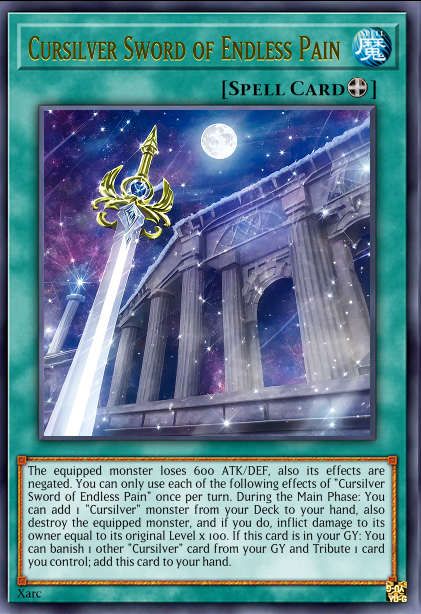 CURSILVER SWORD OF ENDLESS PAIN
SPELL
魔
[SPELL CARD]
The equipped monster loses 600 ATK/DEF, also its effects are
negated. You can only use each of the following effects of "Cursilver
Sword of Endless Pain" once per turn. During the Main Phase: You
can add 1 "Cursilver" monster from your Deck to your hand, also
destroy the equipped monster, and if you do, inflict damage to its
owner equal to its original Level x 100. If this card is in your GY: You
can banish 1 other "Cursilver" card from your GY and Tribute 1 card
you control; add this card to your hand.
Xarc